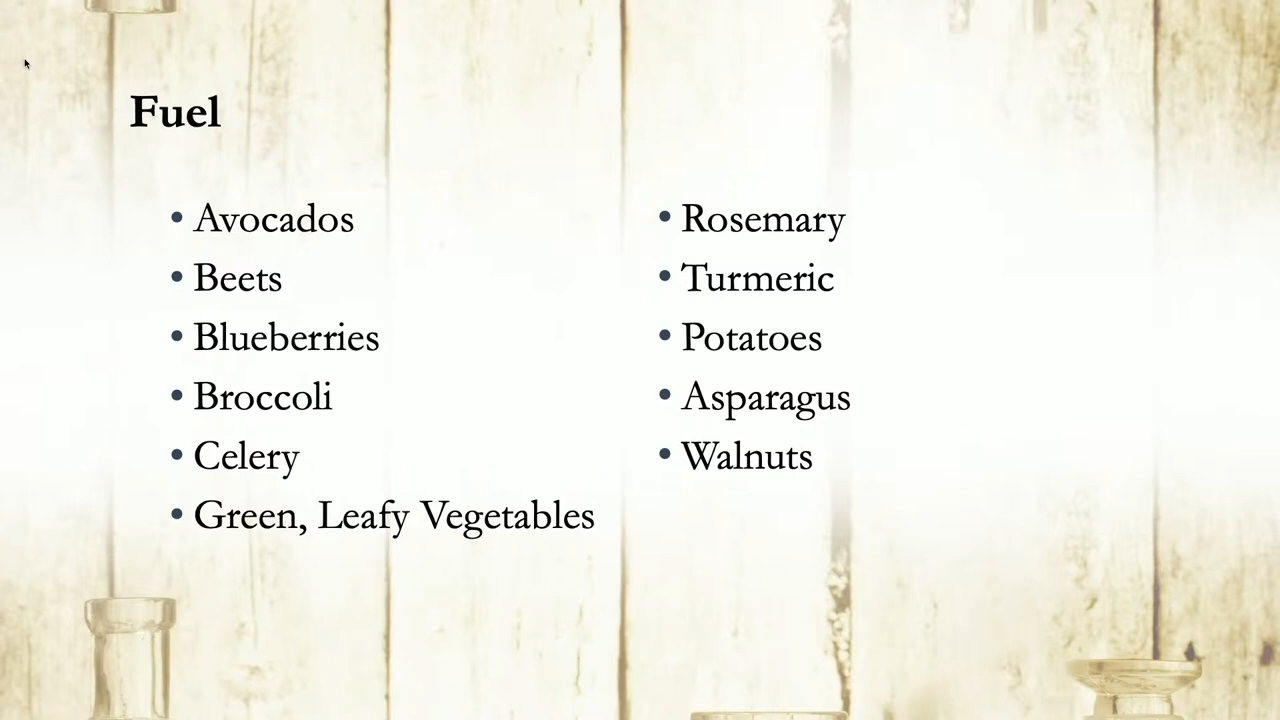 Fuel
• Avocados
• Beets
• Blueberries
• Broccoli
• Celery
• Green, Leafy Vegetables
• Rosemary
• Turmeric
• Potatoes
• Asparagus
• Walnuts